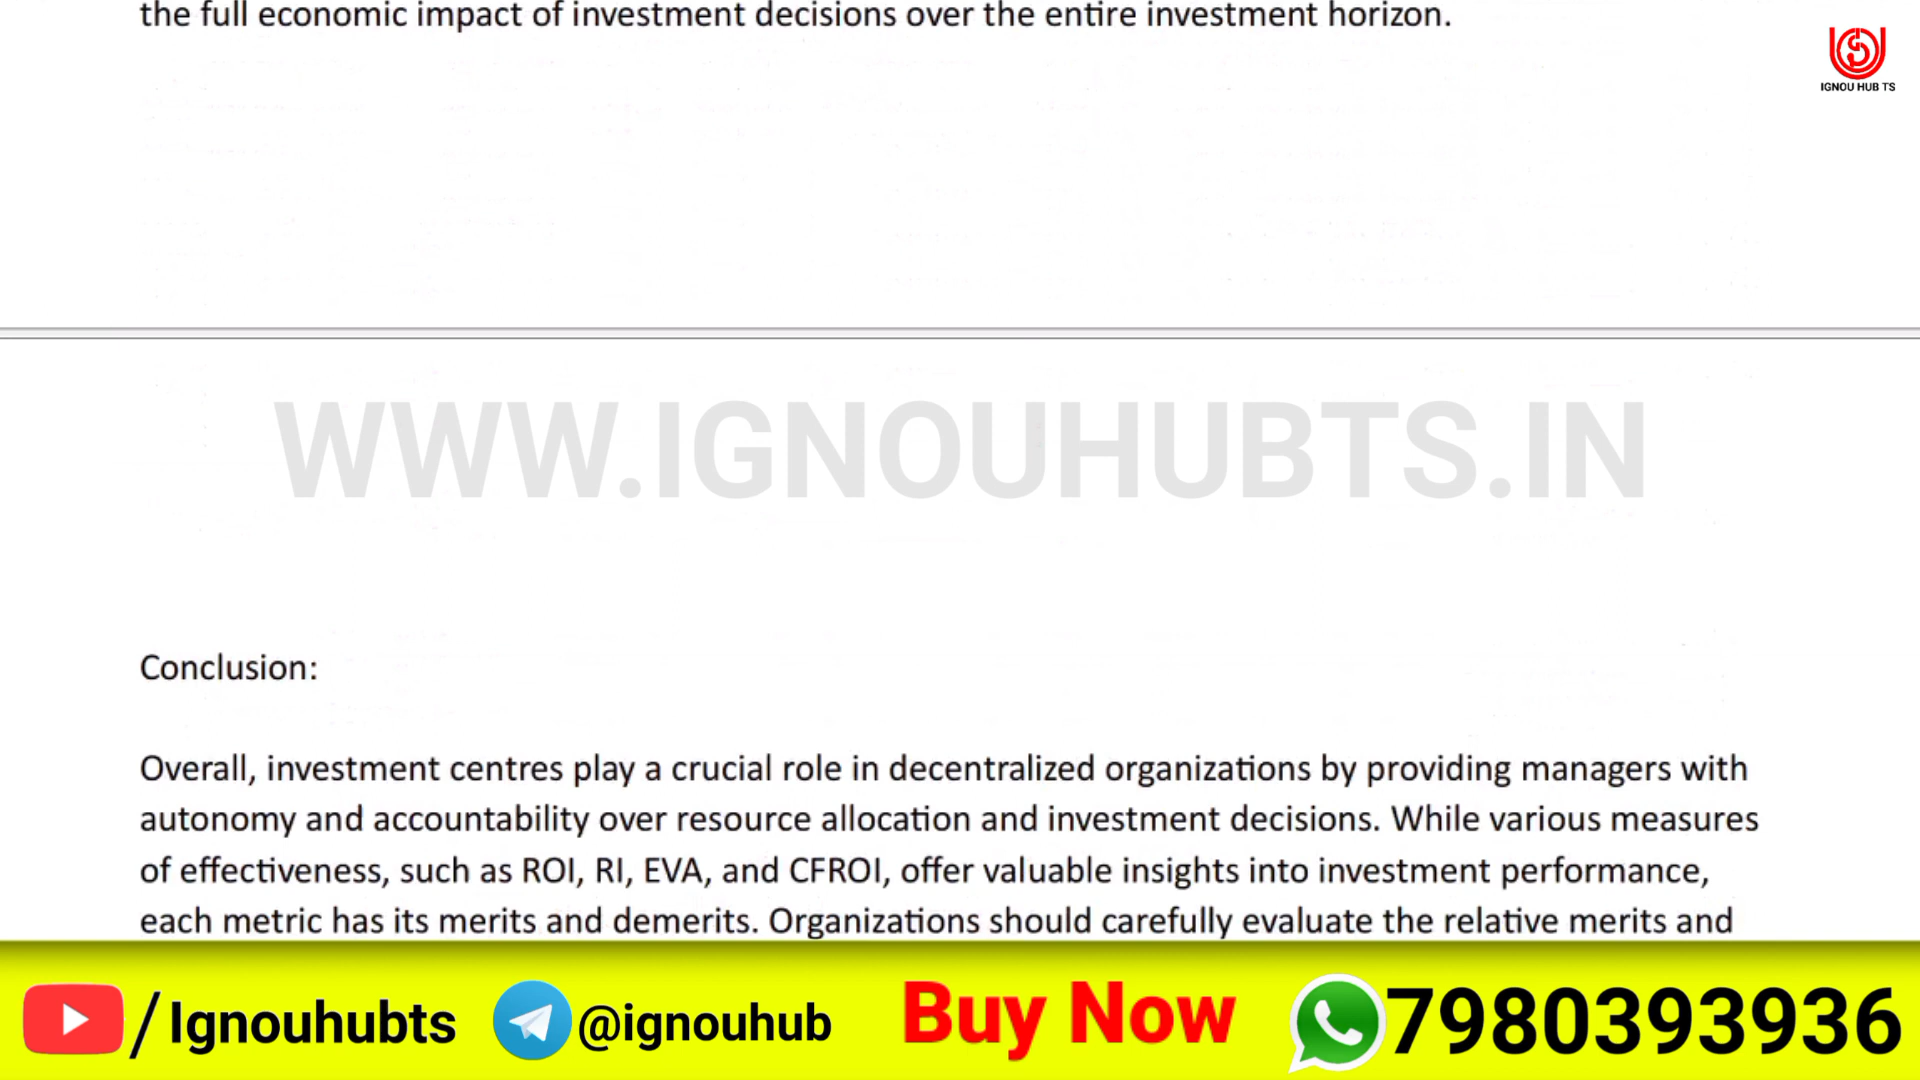 the full economic impact of investment decisions over the entire investment horizon.
IGNOU HUB TS
WWW.IGNOUHUBTS.IN
Conclusion:
Overall, investment centres play a crucial role in decentralized organizations by providing managers with
autonomy and accountability over resource allocation and investment decisions. While various measures
of effectiveness, such as ROI, RI, EVA, and CFROI, offer valuable insights into investment performance,
each metric has its merits and demerits. Organizations should carefully evaluate the relative merits and
/Ignouhubts @ignouhub Buy Now 7980393936